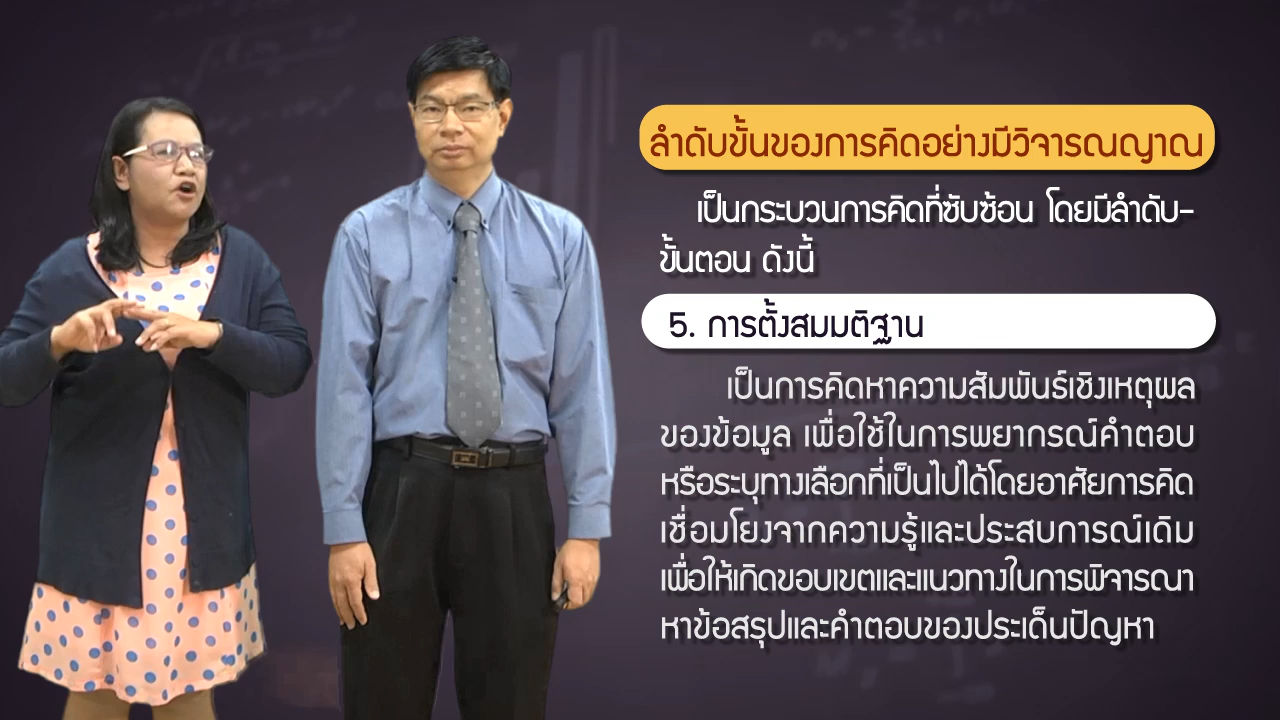 ลำดับขั้นของการคิดอย่างมีวิจารณญาณ
เป็นกระบวนการคิดที่ซับซ้อน โดยมีลำดับ-
ขั้นตอน ดังนี้
5. การตั้งสมมติฐาน
เป็นการคิดหาความสัมพันธ์เชิงเหตุผล
ของข้อมูล เพื่อใช้ในการพยากรณ์คำตอบ
หรือระบุทางเลือกที่เป็นไปได้โดยอาศัยการคิด
เชื่อมโยงจากความรู้และประสบการณ์เดิม
เพื่อให้เกิดขอบเขตและแนวทางในการพิจารณา
หาข้อสรุปและคำตอบของประเด็นปัญหา